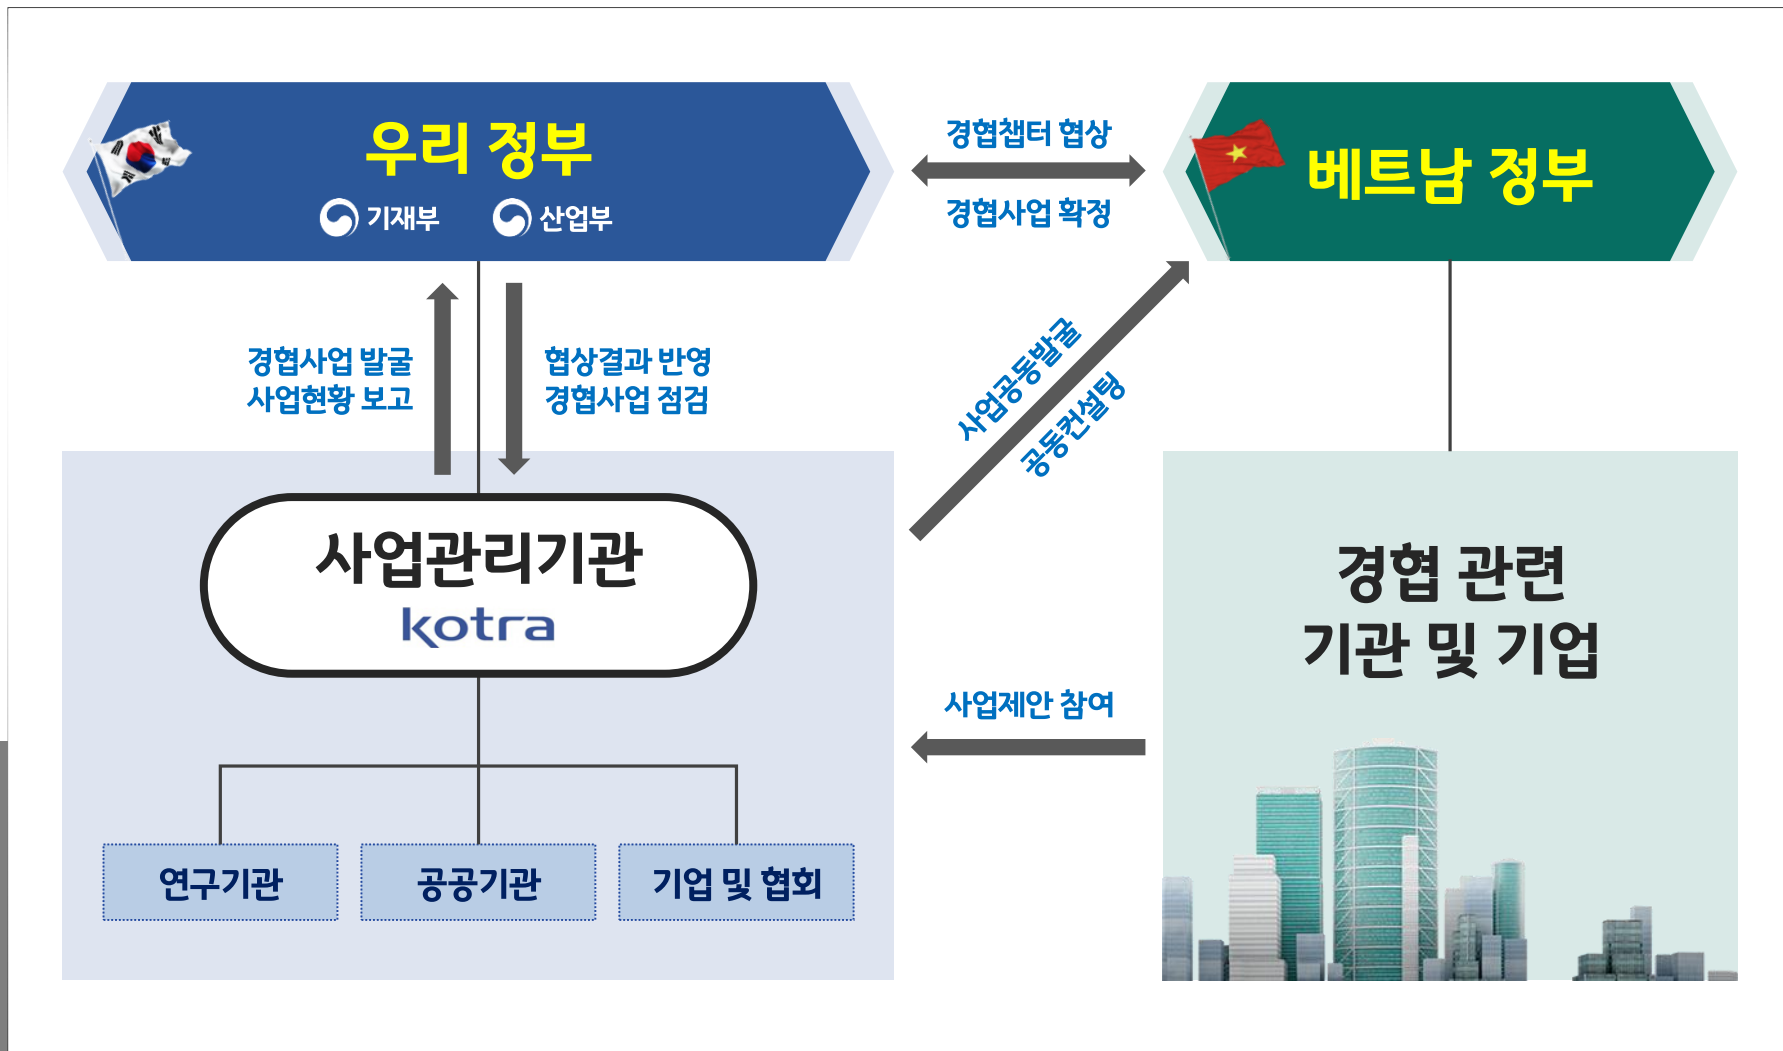 우리 정부
기재부
산업부
경협챕터 협상
경협사업 확정
베트남 정부
경협사업 발굴
사업현황 보고
협상결과 반영
경협사업 점검
사업공동발굴
공동컨설팅
사업관리기관
kotra
경협 관련
기관 및 기업
사업제안 참여
연구기관
공공기관
기업 및 협회